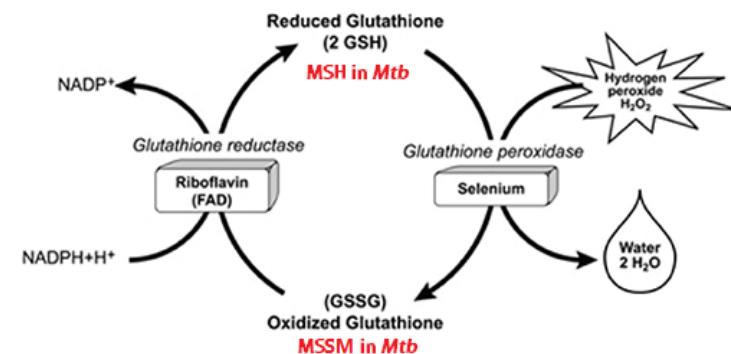 Reduced Glutathione
(2 GSH)
MSH in Mtb
NADP⁺
Hydrogen
peroxide
H₂O₂
Glutathione reductase
Glutathione peroxidase
Riboflavin
(FAD)
Selenium
NADPH+H⁺
Water
2 H₂O
(GSSG)
Oxidized Glutathione
MSSM in Mtb